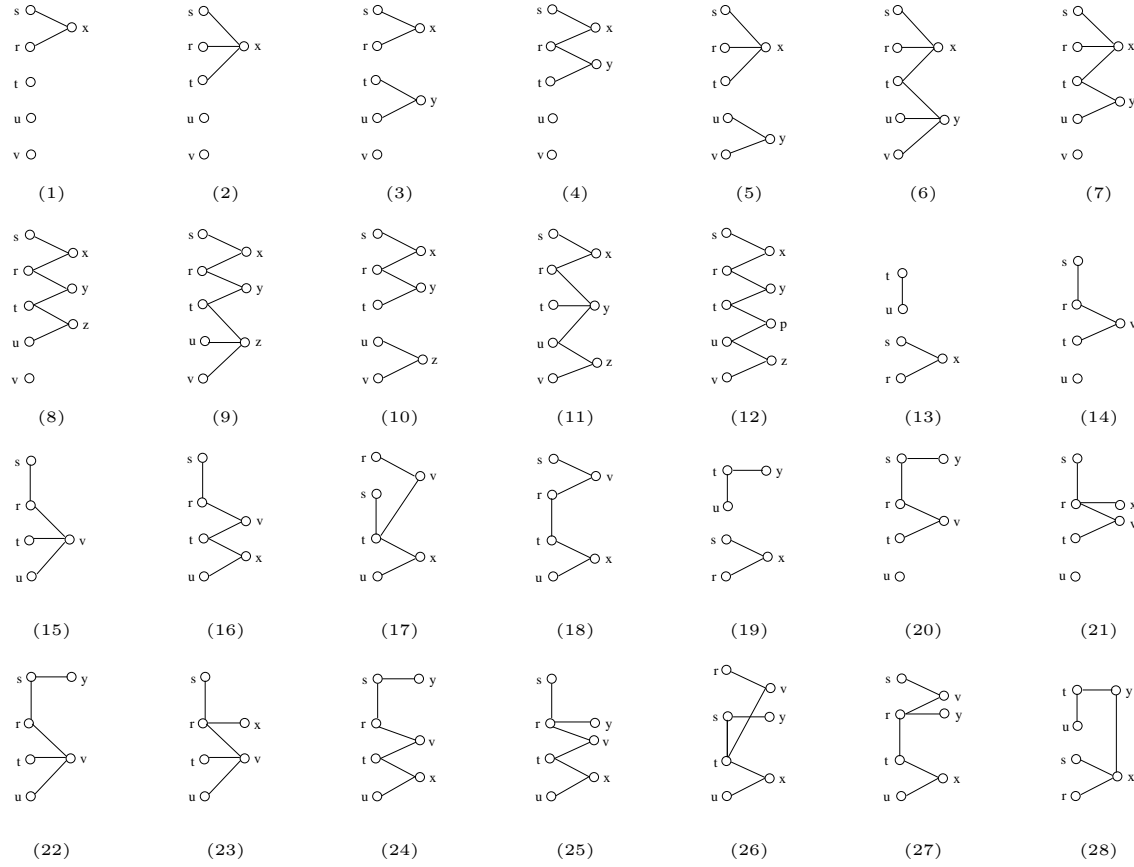 s
x
r
t
u
v
(1)
s
r x
t
u
v
(2)
s
x
r
t
y
u
v
(3)
s
x
r
y
t
u
v
(4)
s
r x
t
u
y
v
(5)
s
r x
t
u y
v
(6)
s
r x
t
y
u
v
(7)
s
x
r
y
t
z
u
v
(8)
s
x
r
y
t
u z
v
(9)
s
x
r
y
t
u
z
v
(10)
s
x
r
t y
u
z
v
(11)
s
x
r
y
t
p
u
z
v
(12)
t
u
s
x
r
(13)
s
r
v
t
u
(14)
s
r
t v
u
(15)
s
r
v
t
x
u
(16)
r
v
s
t
x
u
(17)
s
v
r
t
x
u
(18)
t y
u
s
x
r
(19)
s y
r
v
t
u
(20)
s
r x
v
t
u
(21)
s y
r
t v
u
(22)
s
r x
t v
u
(23)
s y
r
v
t
x
u
(24)
s
r y
v
t
x
u
(25)
r
v
s y
t
x
u
(26)
s
v
r y
t
x
u
(27)
t y
u
s
x
r
(28)